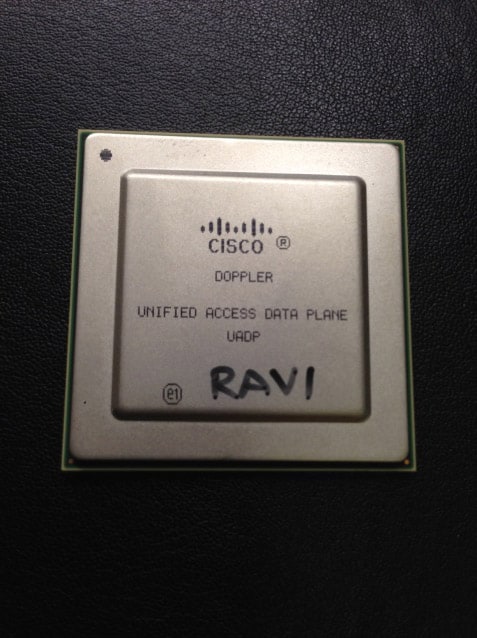 CISCO ®
DOPPLER
UNIFIED ACCESS DATA PLANE
UADP
e1 RAVI